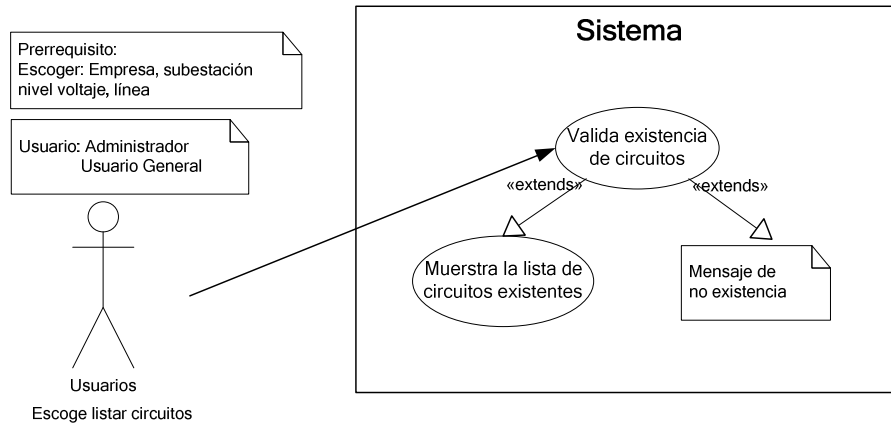 Sistema
Prerrequisito:
Escoger: Empresa, subestación
nivel voltaje, línea
Usuario: Administrador
Usuario General
Valida existencia
de circuitos
«extends»
«extends»
Muerstra la lista de
circuitos existentes
Mensaje de
no existencia
Usuarios
Escoge listar circuitos